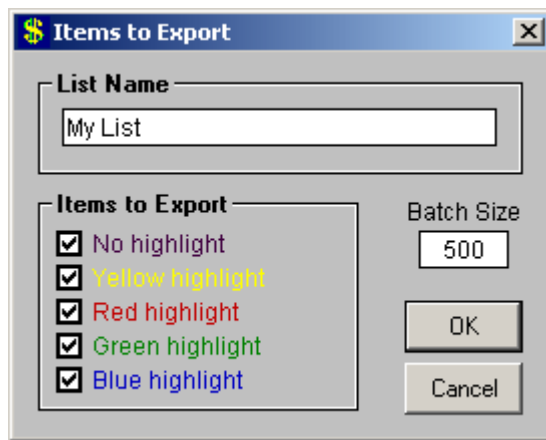 $ Items to Export
List Name
My List
Items to Export
No highlight
Yellow highlight
Red highlight
Green highlight
Blue highlight
Batch Size
500
OK
Cancel